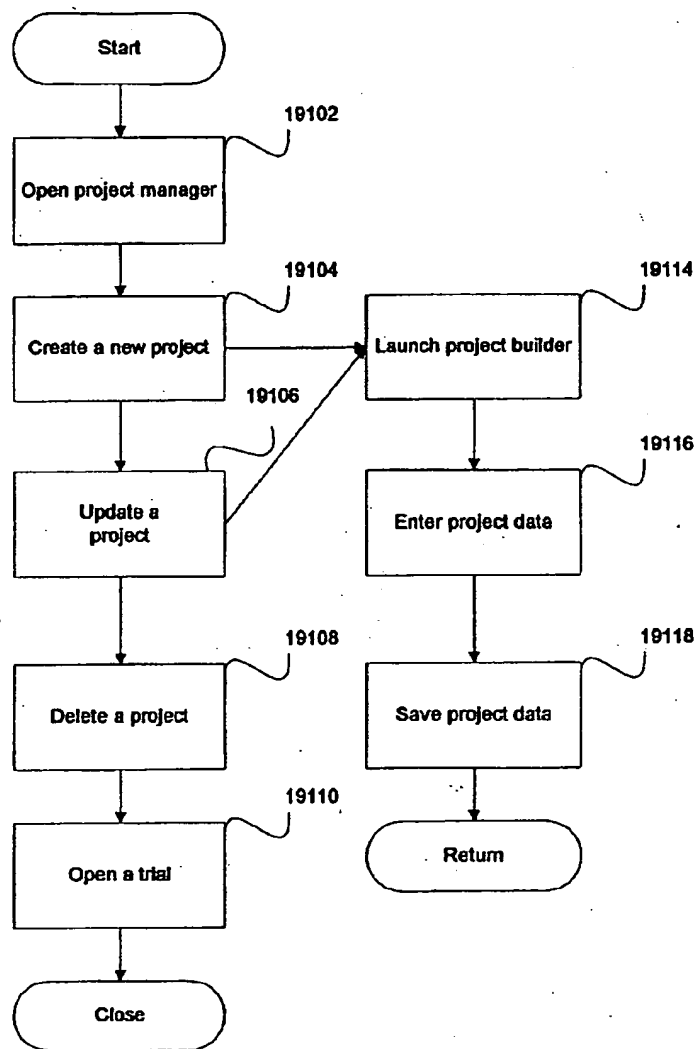 Start
19102
Open project manager
19104
Create a new project
19114
Launch project builder
19106
Update a
project
19116
Enter project data
19108
Delete a project
19118
Save project data
19110
Open a trial
Return
Close